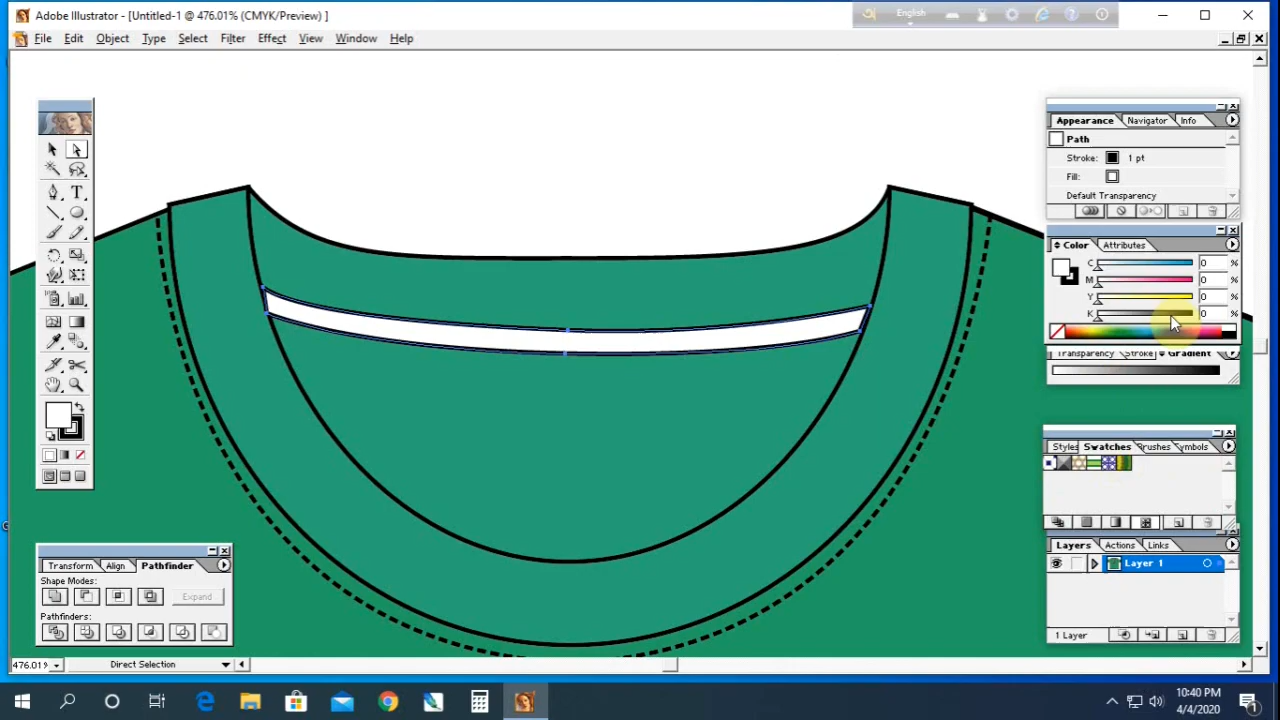 Adobe Illustrator - [Untitled-1 @ 476.01% (CMYK/Preview) ]
English
File Edit Object Type Select Filter Effect View Window Help
Appearance Navigator Info
Path
Stroke: 1 pt
Fill:
Default Transparency
Color Attributes
C 0 %
M 0 %
Y 0 %
K 0 %
Transparency Stroke Gradient
Styles Swatches Brushes Symbols
Layers Actions Links
Layer 1
1 Layer
Transform Align Pathfinder
Shape Modes:
Expand
Pathfinders:
476.01% Direct Selection
10:40 PM
4/4/2020